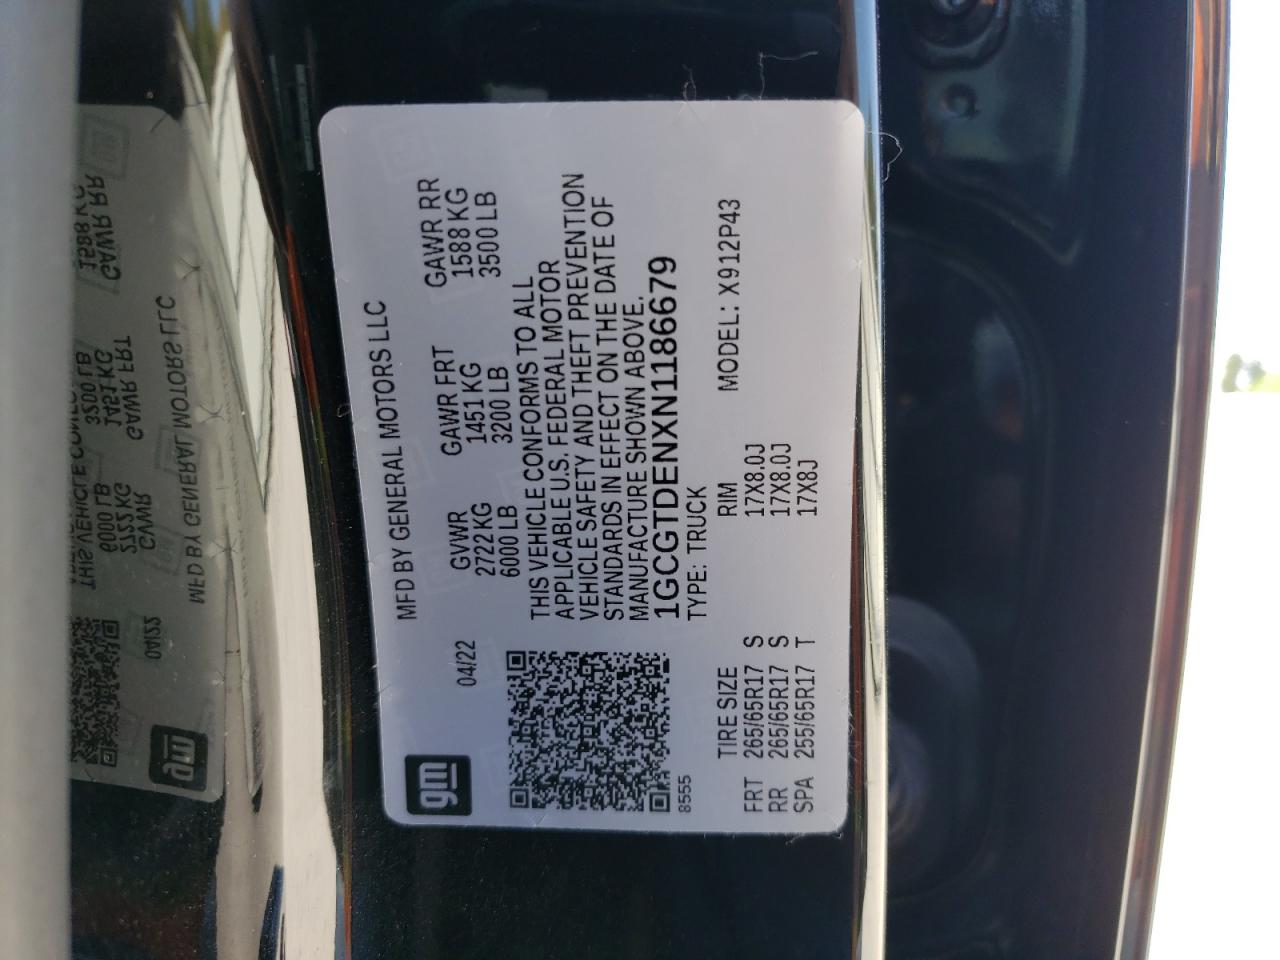 gm
MFD BY GENERAL MOTORS LLC
04/22
GVWR GAWR FRT GAWR RR
2722 KG 1451 KG 1588 KG
6000 LB 3200 LB 3500 LB
THIS VEHICLE CONFORMS TO ALL
APPLICABLE U.S. FEDERAL MOTOR
VEHICLE SAFETY AND THEFT PREVENTION
STANDARDS IN EFFECT ON THE DATE OF
MANUFACTURE SHOWN ABOVE.
1GCGTDENXN1186679
8555
TYPE: TRUCK
TIRE SIZE RIM MODEL: X912P43
FRT 265/65R17 S 17X8.0J
RR 265/65R17 S 17X8.0J
SPA 255/65R17 T 17X8J